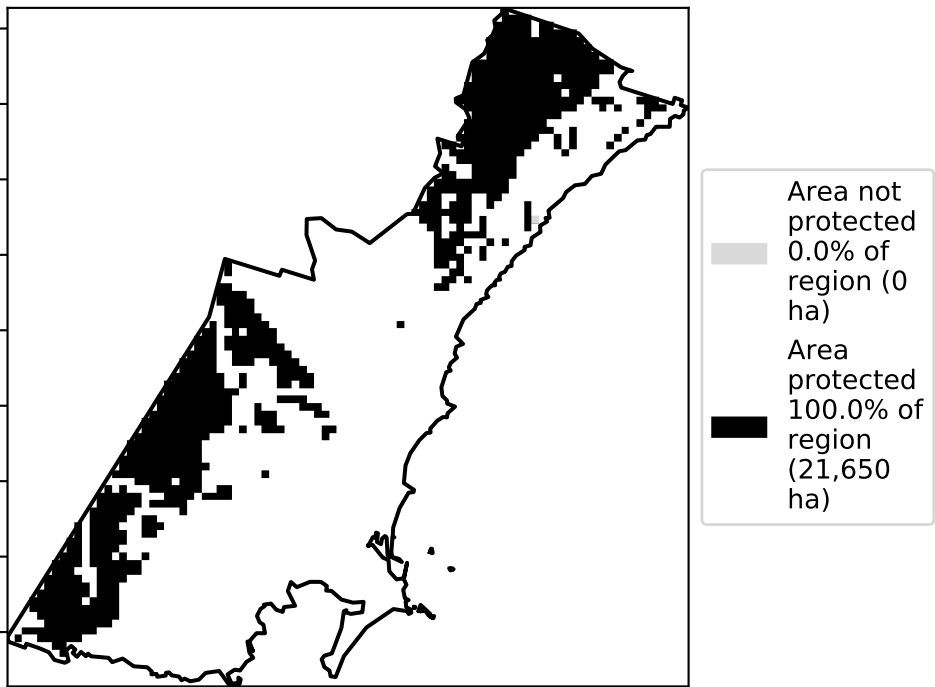 Area not
protected
0.0% of
region (0
ha)
Area
protected
100.0% of
region
(21,650
ha)